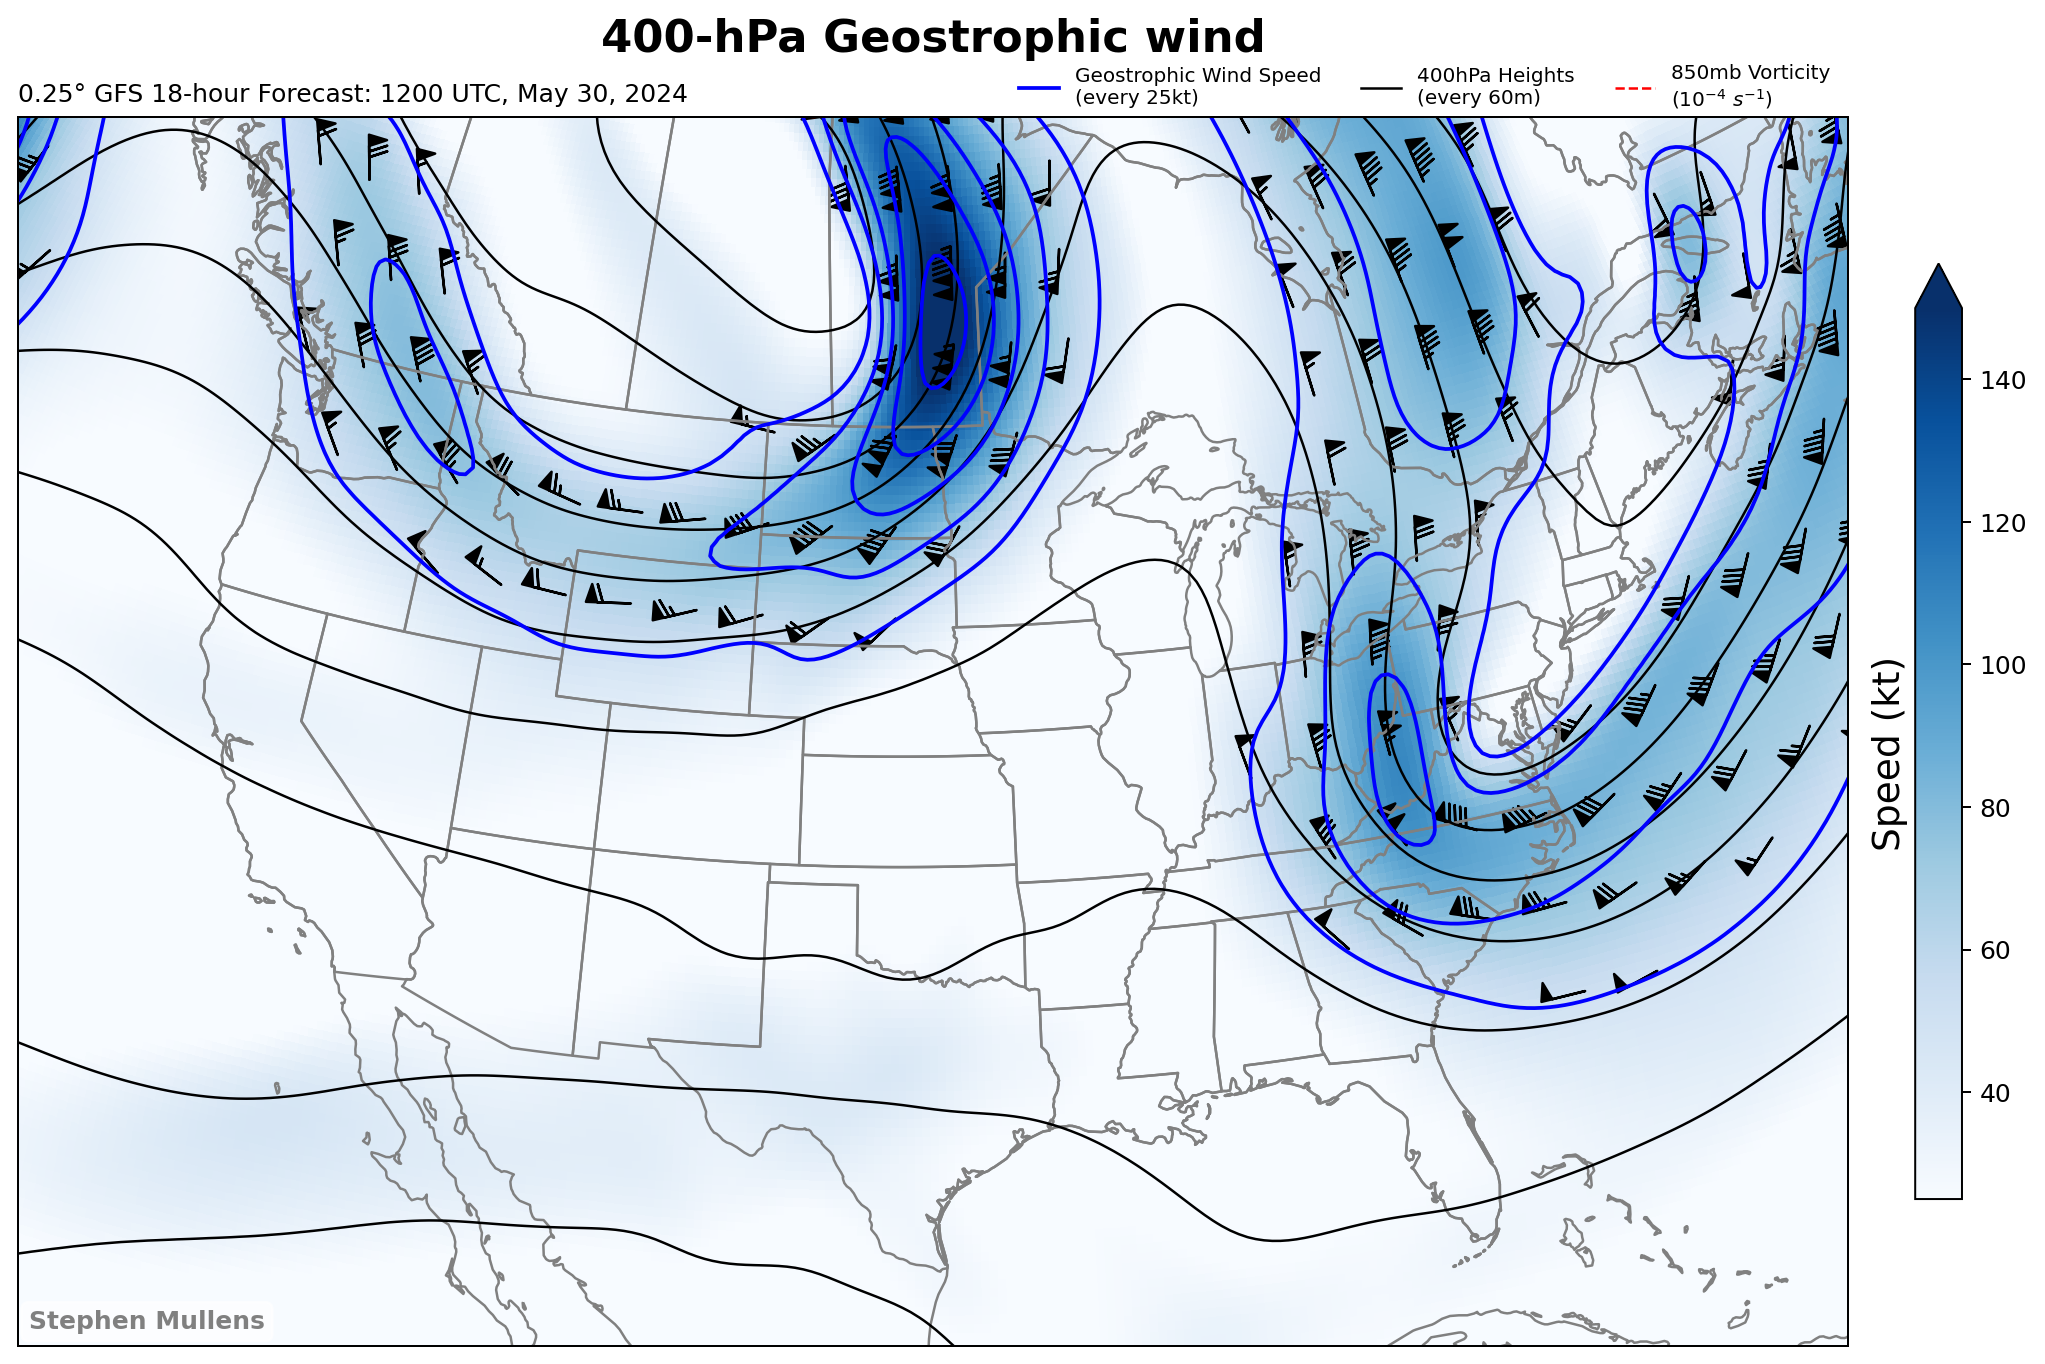 400-hPa Geostrophic wind
0.25° GFS 18-hour Forecast: 1200 UTC, May 30, 2024
Geostrophic Wind Speed
(every 25kt)
400hPa Heights
(every 60m)
850mb Vorticity
(10⁻⁴ s⁻¹)
140
120
100
80
60
40
Speed (kt)
Stephen Mullens